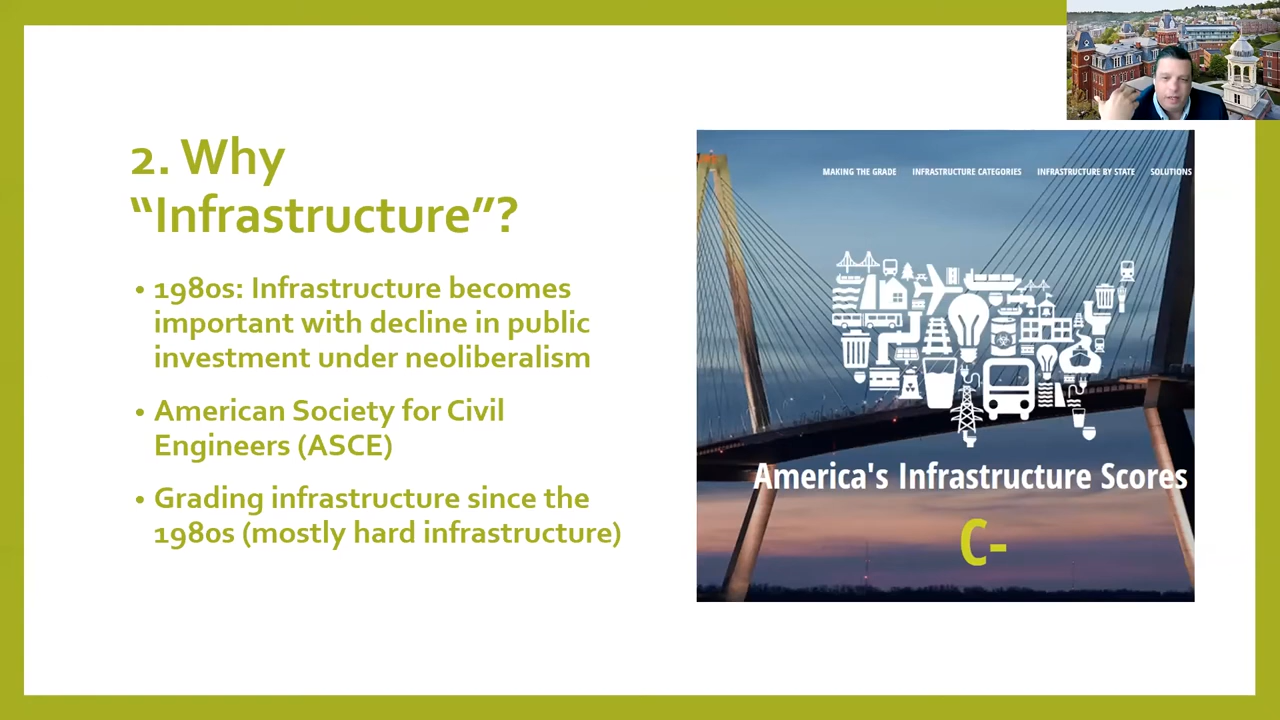 2. Why
“Infrastructure”?
• 1980s: Infrastructure becomes
important with decline in public
investment under neoliberalism
• American Society for Civil
Engineers (ASCE)
• Grading infrastructure since the
1980s (mostly hard infrastructure)
MAKING THE GRADE INFRASTRUCTURE CATEGORIES INFRASTRUCTURE BY STATE SOLUTIONS
America's Infrastructure Scores
C-